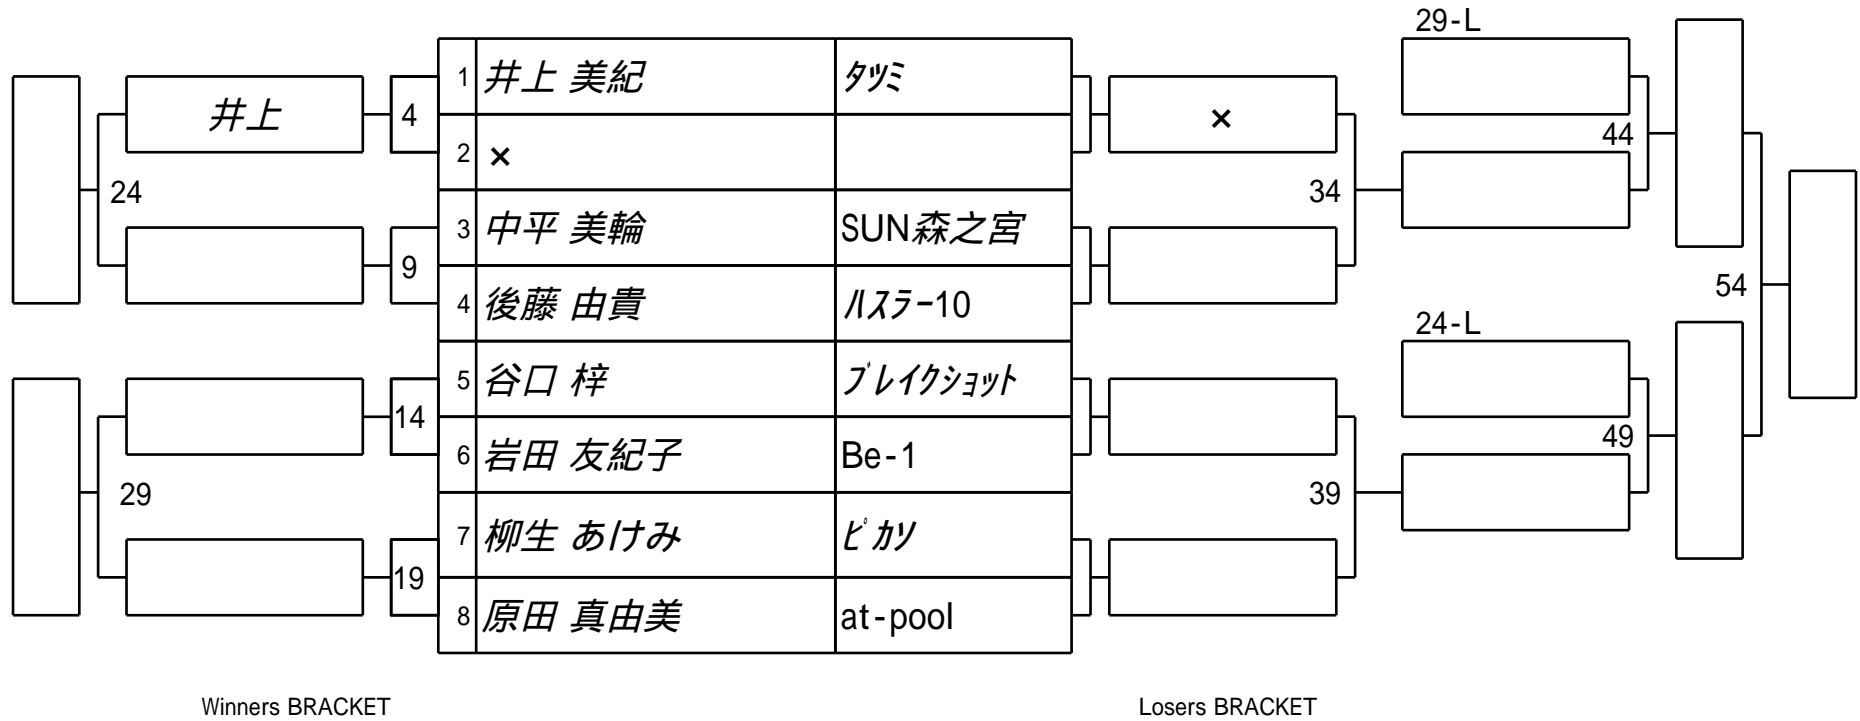 29-L
1 井上 美紀 タツミ
井上 4 × 44
2 ×
24 34
3 中平 美輪 SUN森之宮
9
4 後藤 由貴 ハスラー10 54
24-L
5 谷口 梓 ブレイクショット
14
6 岩田 友紀子 Be-1 49
29 39
7 柳生 あけみ ピカソ
19
8 原田 真由美 at-pool
Winners BRACKET Losers BRACKET